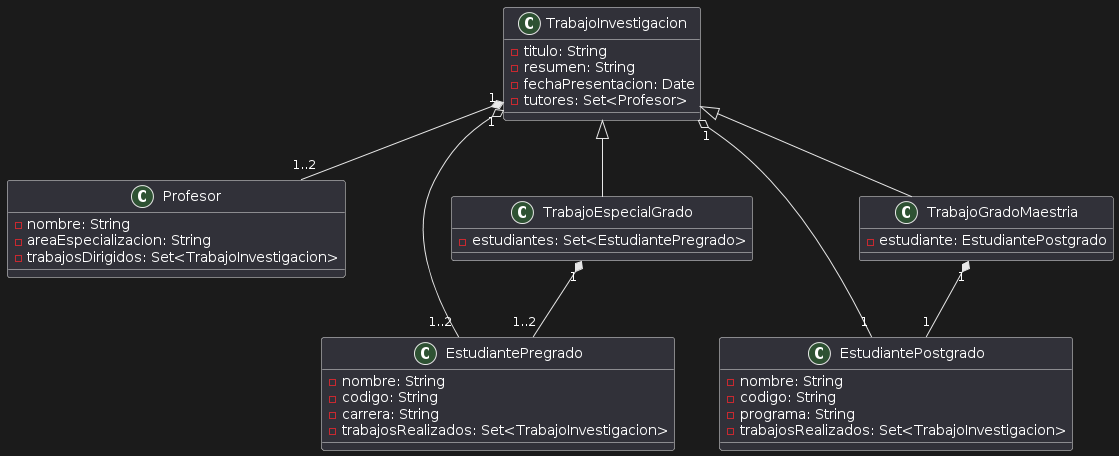 C TrabajoInvestigacion
titulo: String
resumen: String
fechaPresentacion: Date
tutores: Set<Profesor>
1
1
1
1..2
C Profesor
nombre: String
areaEspecializacion: String
trabajosDirigidos: Set<TrabajoInvestigacion>
C TrabajoEspecialGrado
estudiantes: Set<EstudiantePregrado>
C TrabajoGradoMaestria
estudiante: EstudiantePostgrado
1
1
1..2
1..2
1
1
C EstudiantePregrado
nombre: String
codigo: String
carrera: String
trabajosRealizados: Set<TrabajoInvestigacion>
C EstudiantePostgrado
nombre: String
codigo: String
programa: String
trabajosRealizados: Set<TrabajoInvestigacion>